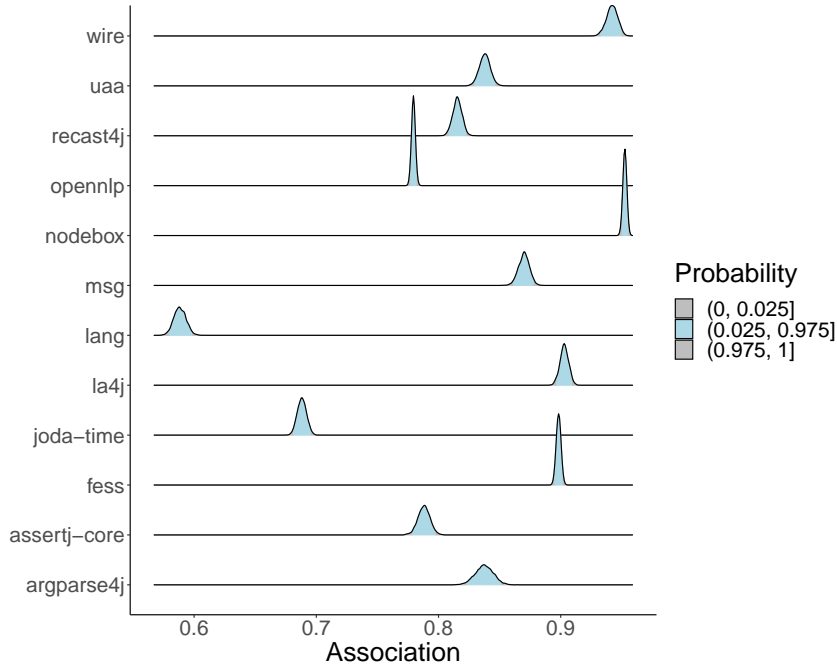 wire
uaa
recast4j
opennlp
nodebox
msg
lang
la4j
joda−time
fess
assertj−core
argparse4j
0.6 0.7 0.8 0.9
Association
Probability
(0, 0.025]
(0.025, 0.975]
(0.975, 1]